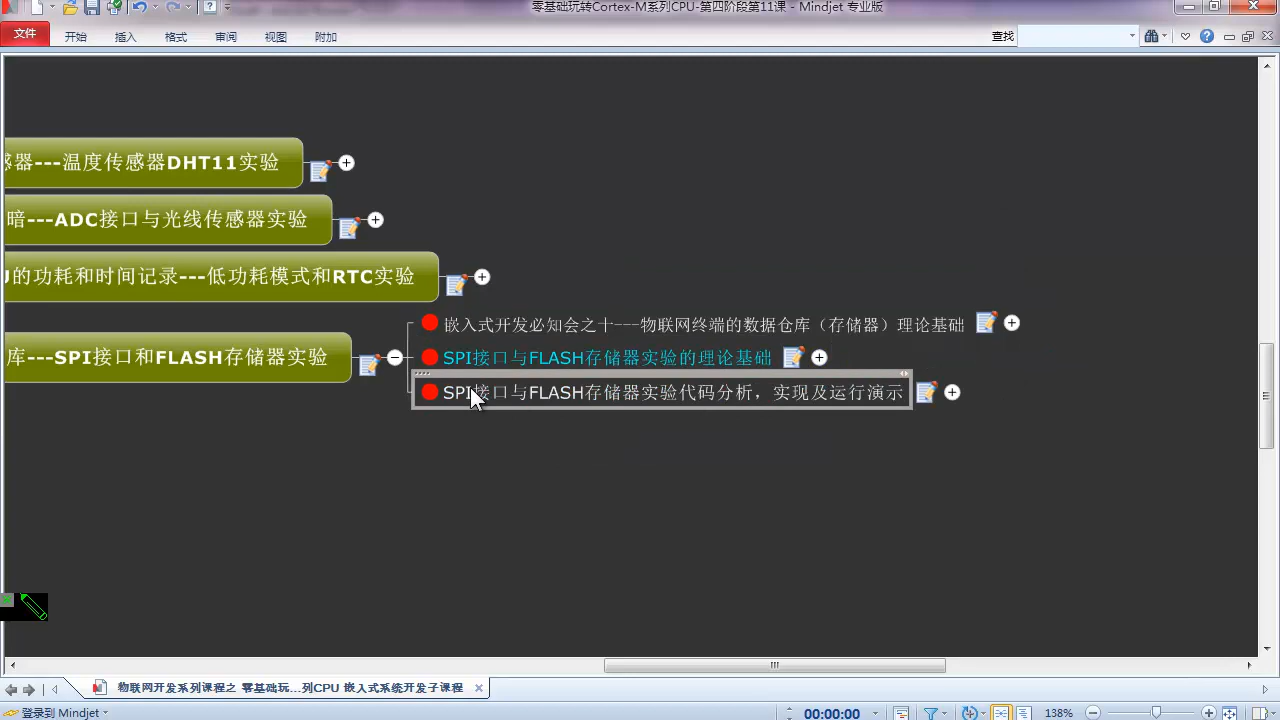 零基础玩转Cortex-M系列CPU-第四阶段第11课 - Mindjet 专业版
文件 开始 插入 格式 审阅 视图 附加 查找
感器---温度传感器DHT11实验
暗---ADC接口与光线传感器实验
U的功耗和时间记录---低功耗模式和RTC实验
嵌入式开发必知会之十---物联网终端的数据仓库（存储器）理论基础
库---SPI接口和FLASH存储器实验
SPI接口与FLASH存储器实验的理论基础
SPI接口与FLASH存储器实验代码分析，实现及运行演示
物联网开发系列课程之 零基础玩...列CPU 嵌入式系统开发子课程
登录到 Mindjet 00:00:00 138%